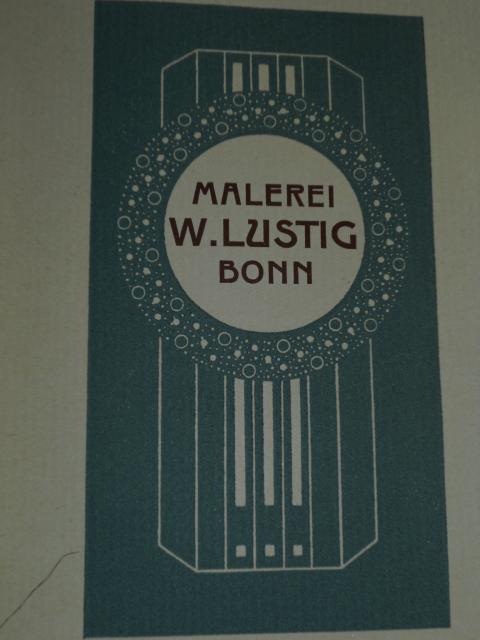 MALEREI
W. LUSTIG
BONN